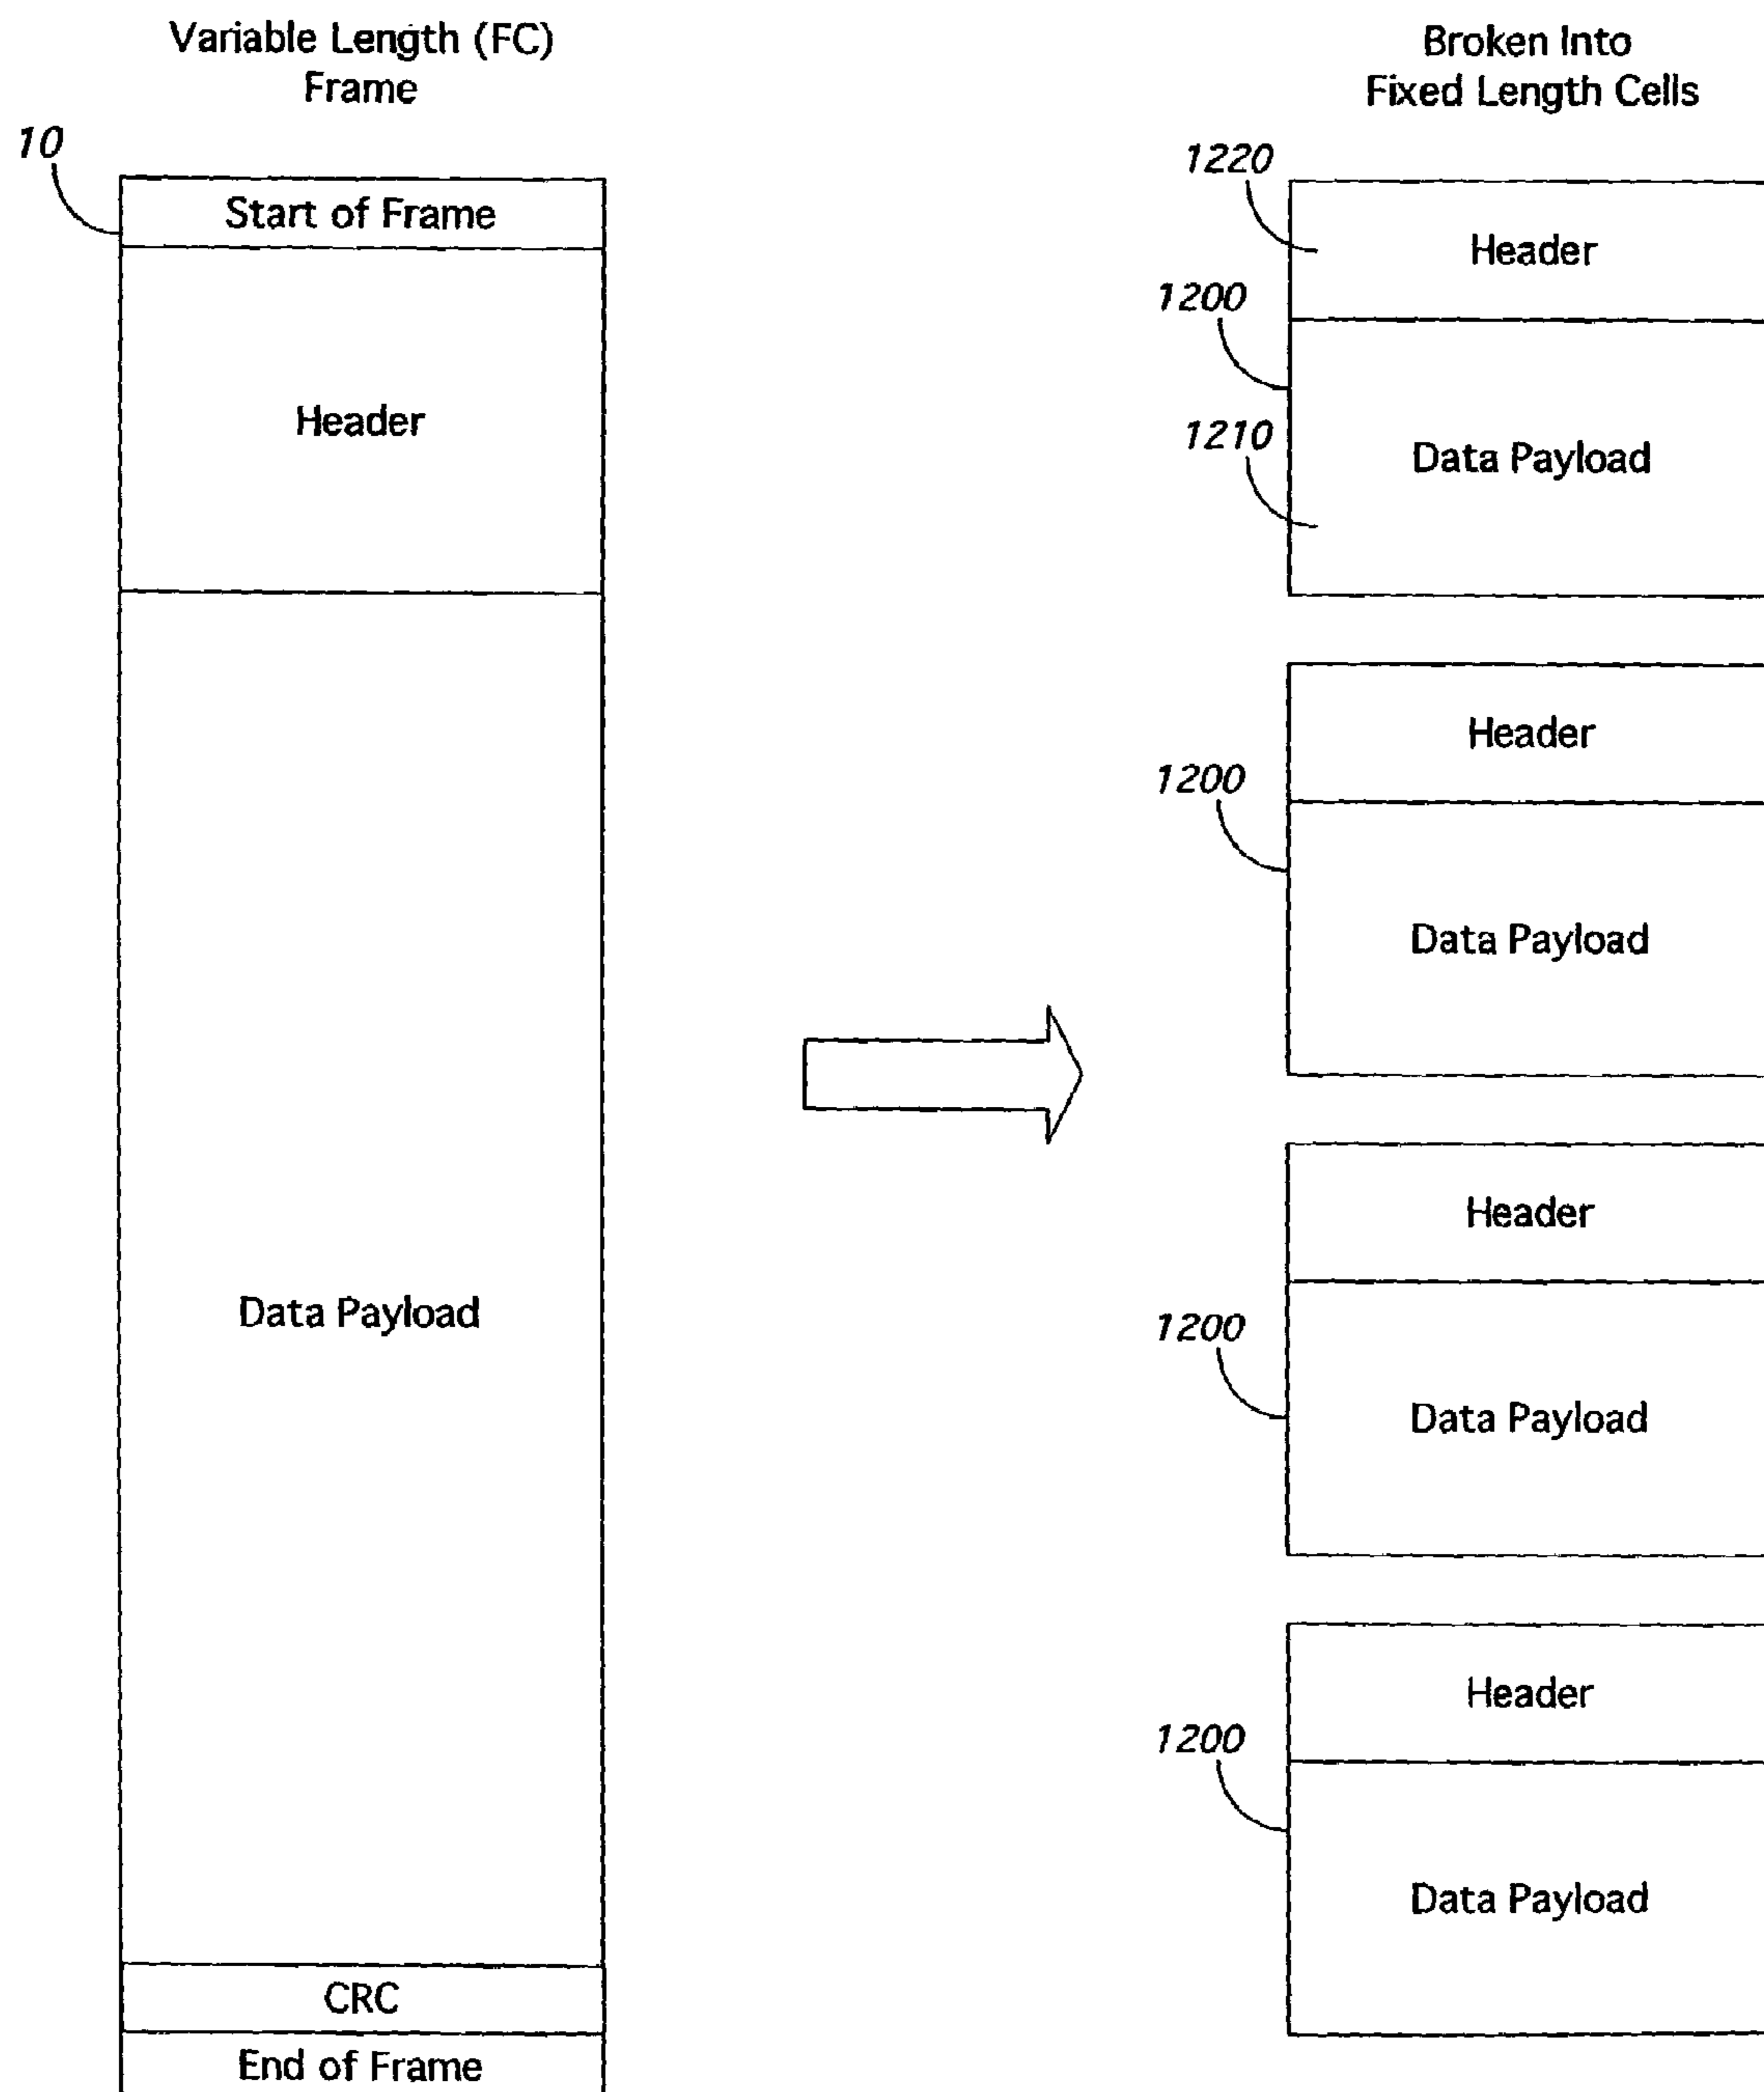 Variable Length (FC)
Frame
10
Start of Frame
Header
Data Payload
CRC
End of Frame
Broken Into
Fixed Length Cells
1220
Header
1200
1210
Data Payload
Header
1200
Data Payload
Header
1200
Data Payload
Header
1200
Data Payload